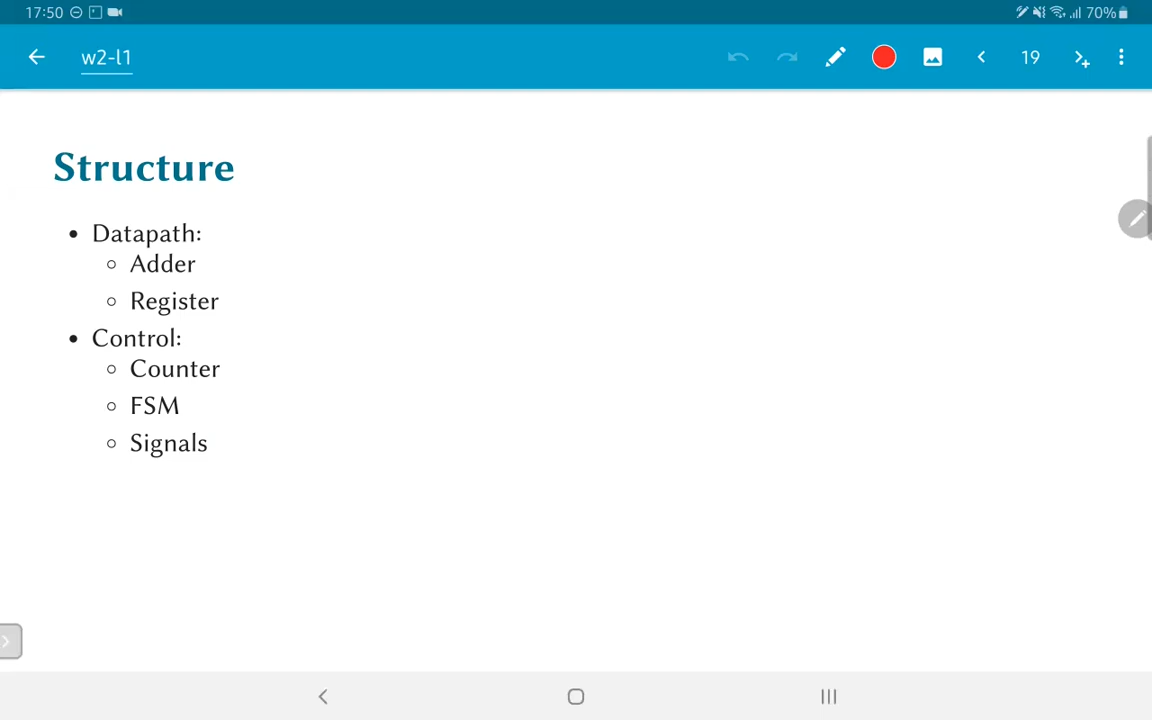 17:50 70%
w2-l1 19
Structure
• Datapath:
◦ Adder
◦ Register
• Control:
◦ Counter
◦ FSM
◦ Signals